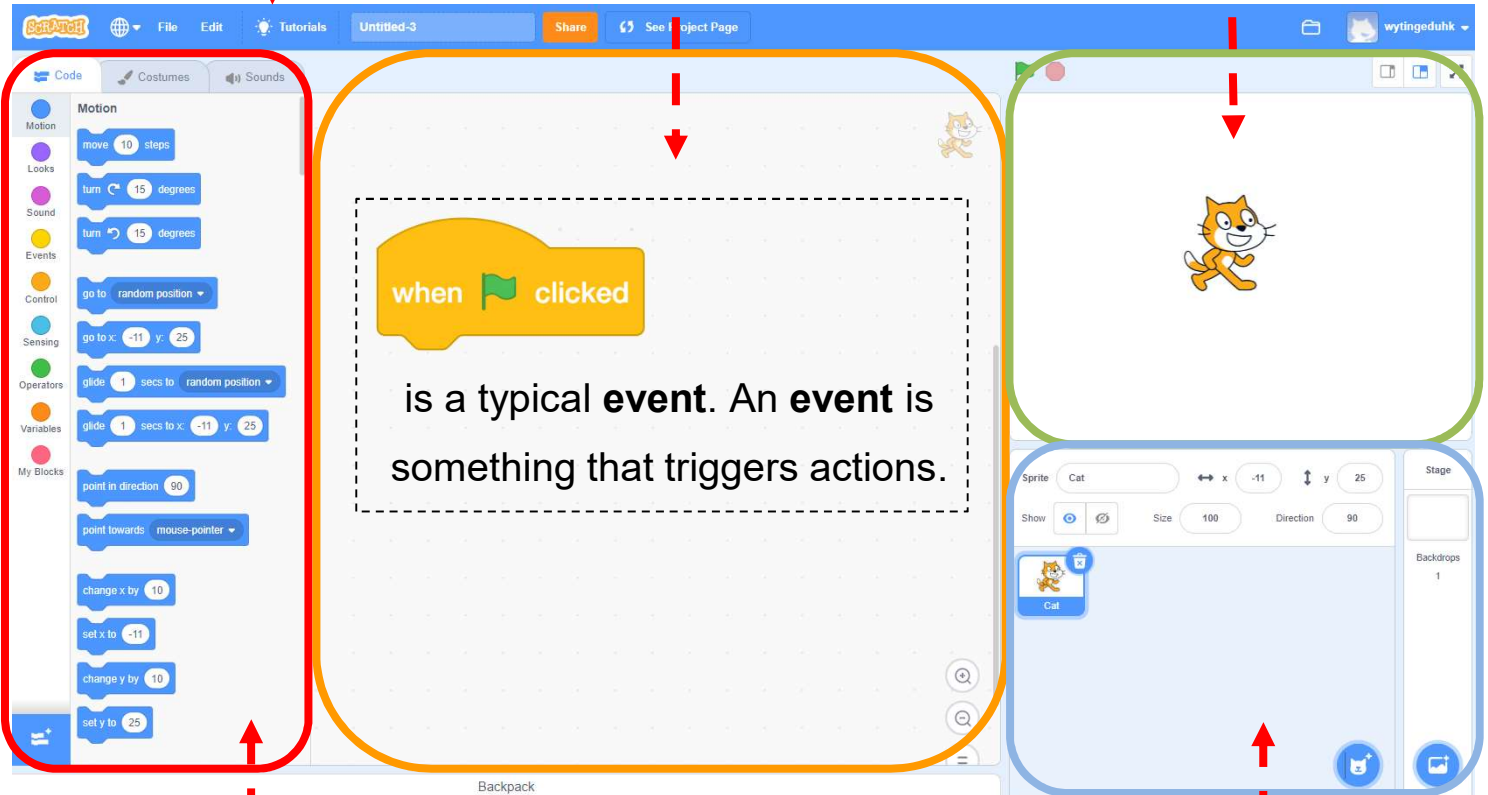 SCRATCH File Edit Tutorials Untitled-3 Share See Project Page wytingeduhk
Code Costumes Sounds
Motion
Looks
Sound
Events
Control
Sensing
Operators
Variables
My Blocks
Motion
move 10 steps
turn 15 degrees
turn 15 degrees
go to random position
go to x: -11 y: 25
glide 1 secs to random position
glide 1 secs to x: -11 y: 25
point in direction 90
point towards mouse-pointer
change x by 10
set x to -11
change y by 10
set y to 25
when clicked
is a typical event. An event is
something that triggers actions.
Backpack
Sprite Cat x -11 y 25
Show Size 100 Direction 90
Cat
Stage
Backdrops
1